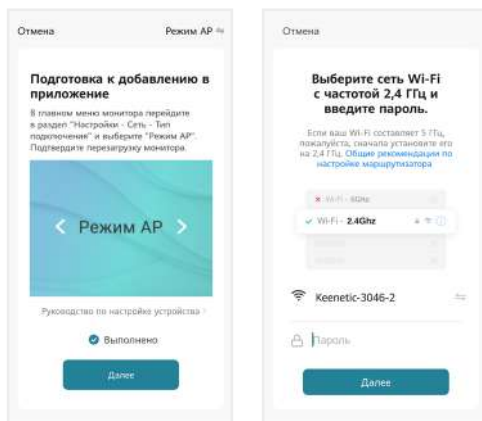 Отмена
Режим AP
Подготовка к добавлению в
приложение
В главном меню монитора перейдите
в раздел "Настройки - Сеть - Тип
подключения" и выберите "Режим AP".
Подтвердите перезагрузку монитора.
Режим AP
Руководство по настройке устройства
Выполнено
Далее
Отмена
Выберите сеть Wi-Fi
с частотой 2,4 ГГц и
введите пароль.
Если ваш Wi-Fi составляет 5 ГГц,
пожалуйста, сначала установите его
на 2,4 ГГц. Общие рекомендации по
настройке маршрутизатора
Wi-Fi -
Wi-Fi - 2.4Ghz
Keenetic-3046-2
Пароль
Далее